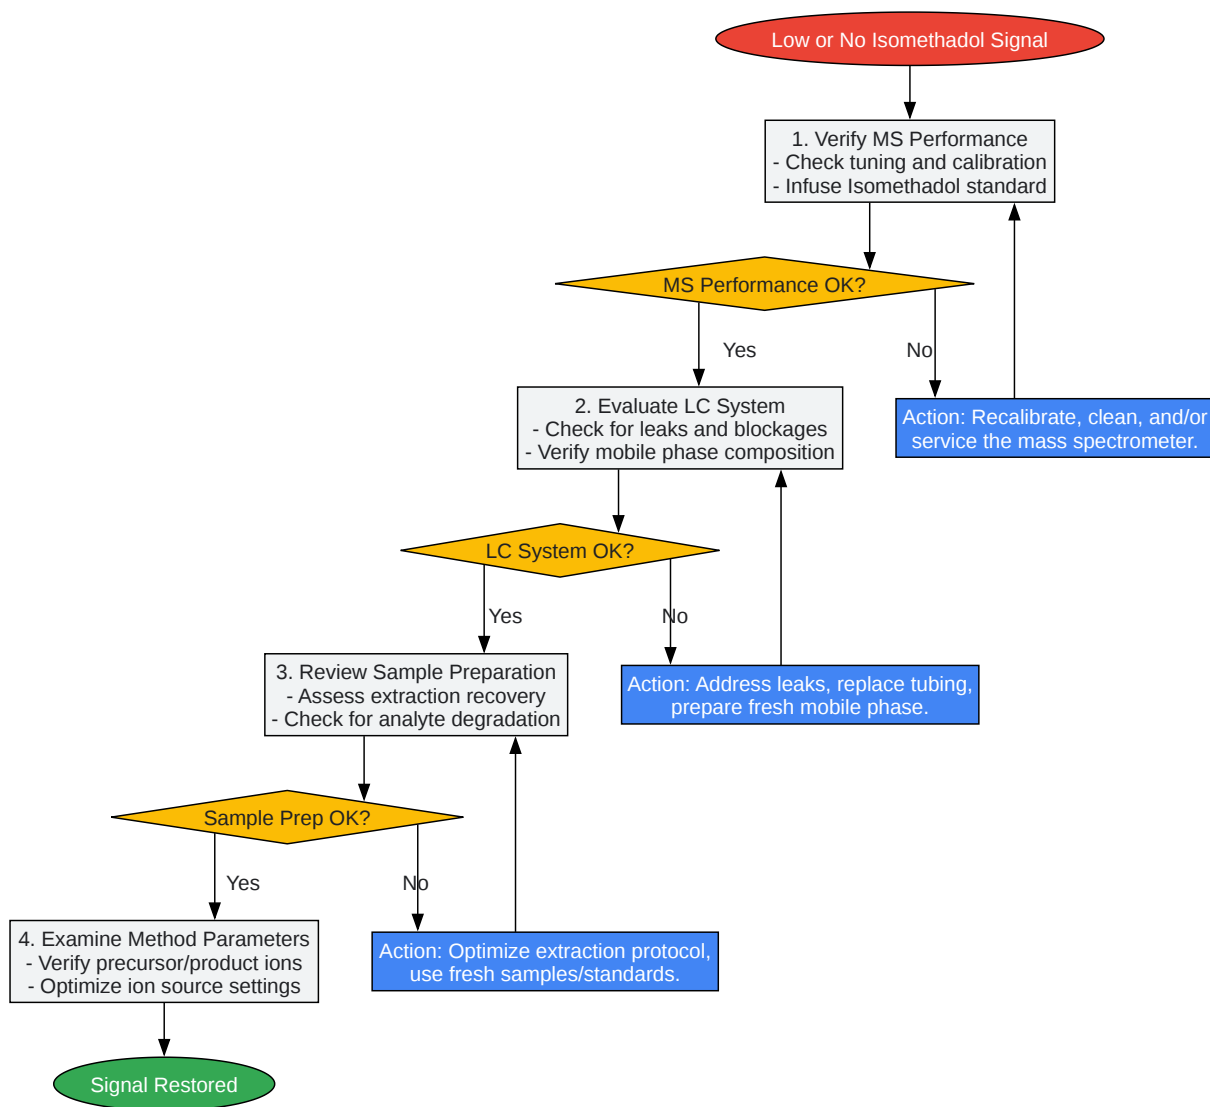 Low or No Isomethadol Signal
1. Verify MS Performance
- Check tuning and calibration
- Infuse Isomethadol standard
MS Performance OK?
Yes
No
2. Evaluate LC System
- Check for leaks and blockages
- Verify mobile phase composition
Action: Recalibrate, clean, and/or
service the mass spectrometer.
LC System OK?
Yes
No
3. Review Sample Preparation
- Assess extraction recovery
- Check for analyte degradation
Action: Address leaks, replace tubing,
prepare fresh mobile phase.
Sample Prep OK?
Yes
No
4. Examine Method Parameters
- Verify precursor/product ions
- Optimize ion source settings
Action: Optimize extraction protocol,
use fresh samples/standards.
Signal Restored